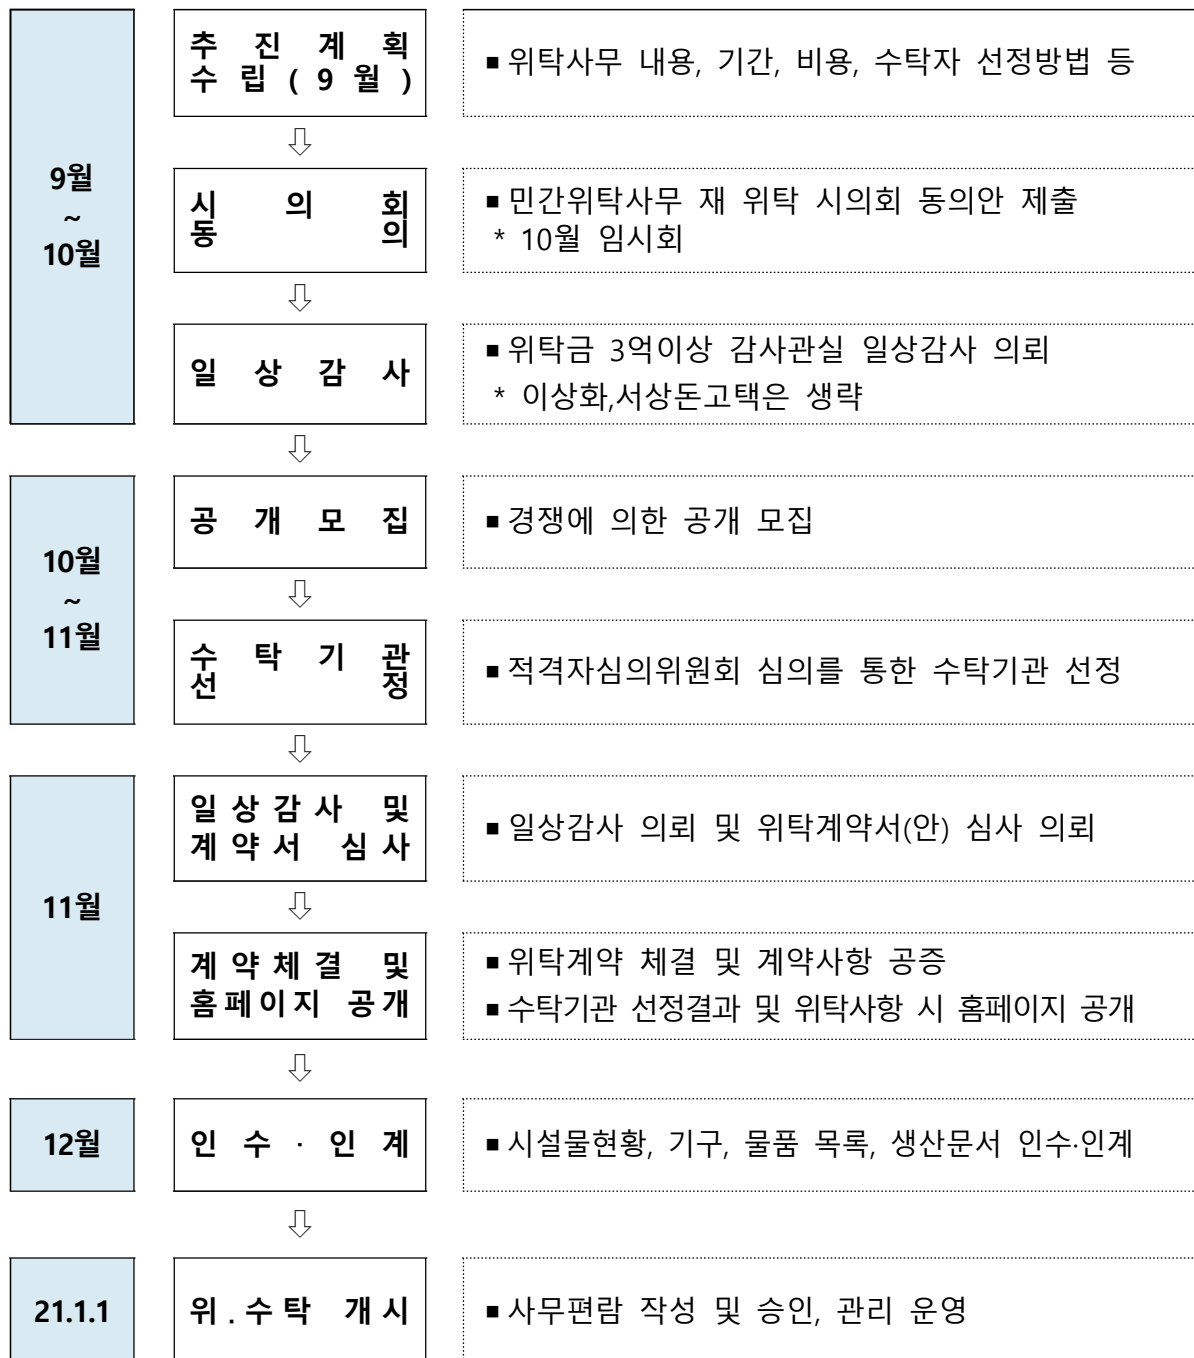 9월
~
10월
추 진 계 획
수 립 ( 9 월 )
■ 위탁사무 내용, 기간, 비용, 수탁자 선정방법 등
⇩
시 의 회
동 의
■ 민간위탁사무 재 위탁 시의회 동의안 제출
* 10월 임시회
⇩
일 상 감 사
■ 위탁금 3억이상 감사관실 일상감사 의뢰
* 이상화,서상돈고택은 생략
⇩
10월
~
11월
공 개 모 집
■ 경쟁에 의한 공개 모집
⇩
수 탁 기 관
선 정
■ 적격자심의위원회 심의를 통한 수탁기관 선정
⇩
11월
일 상 감 사 및
계 약 서 심 사
■ 일상감사 의뢰 및 위탁계약서(안) 심사 의뢰
⇩
계 약 체 결 및
홈페이지 공개
■ 위탁계약 체결 및 계약사항 공증
■ 수탁기관 선정결과 및 위탁사항 시 홈페이지 공개
⇩
12월
인 수 · 인 계
■ 시설물현황, 기구, 물품 목록, 생산문서 인수·인계
⇩
21.1.1
위 . 수 탁 개 시
■ 사무편람 작성 및 승인, 관리 운영